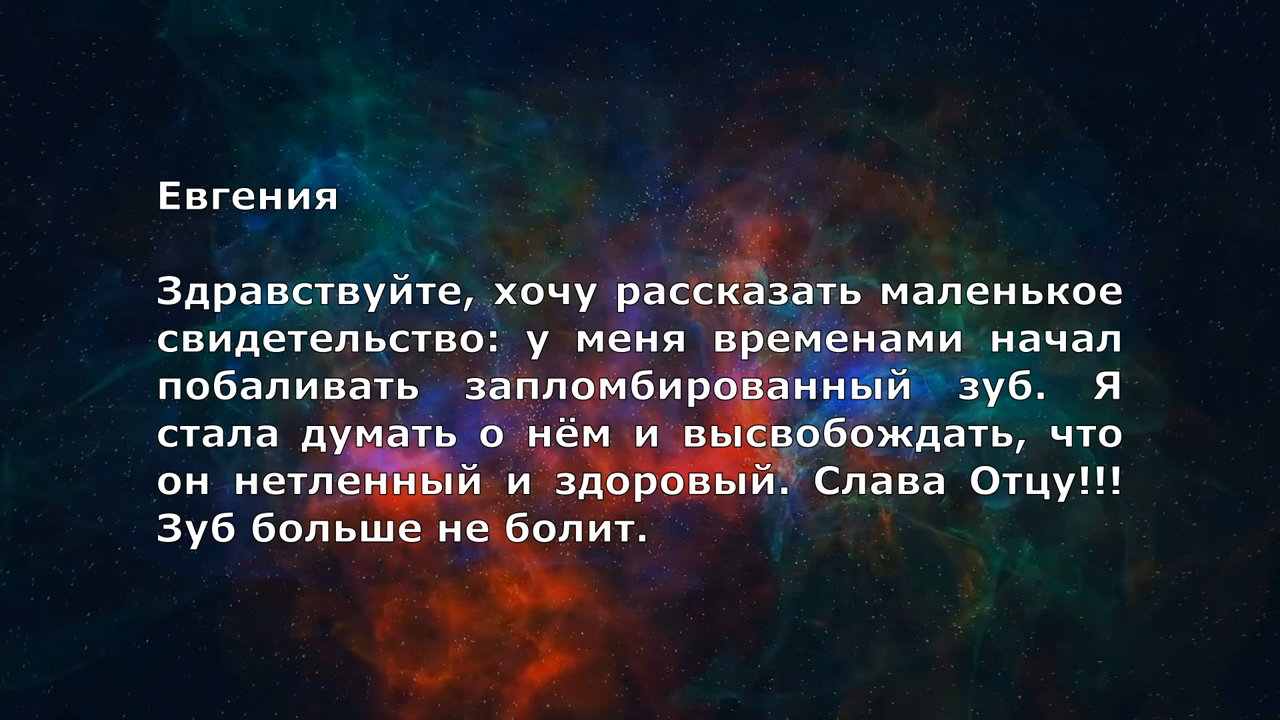 Евгения
Здравствуйте, хочу рассказать маленькое
свидетельство: у меня временами начал
побаливать запломбированный зуб. Я
стала думать о нём и высвобождать, что
он нетленный и здоровый. Слава Отцу!!!
Зуб больше не болит.